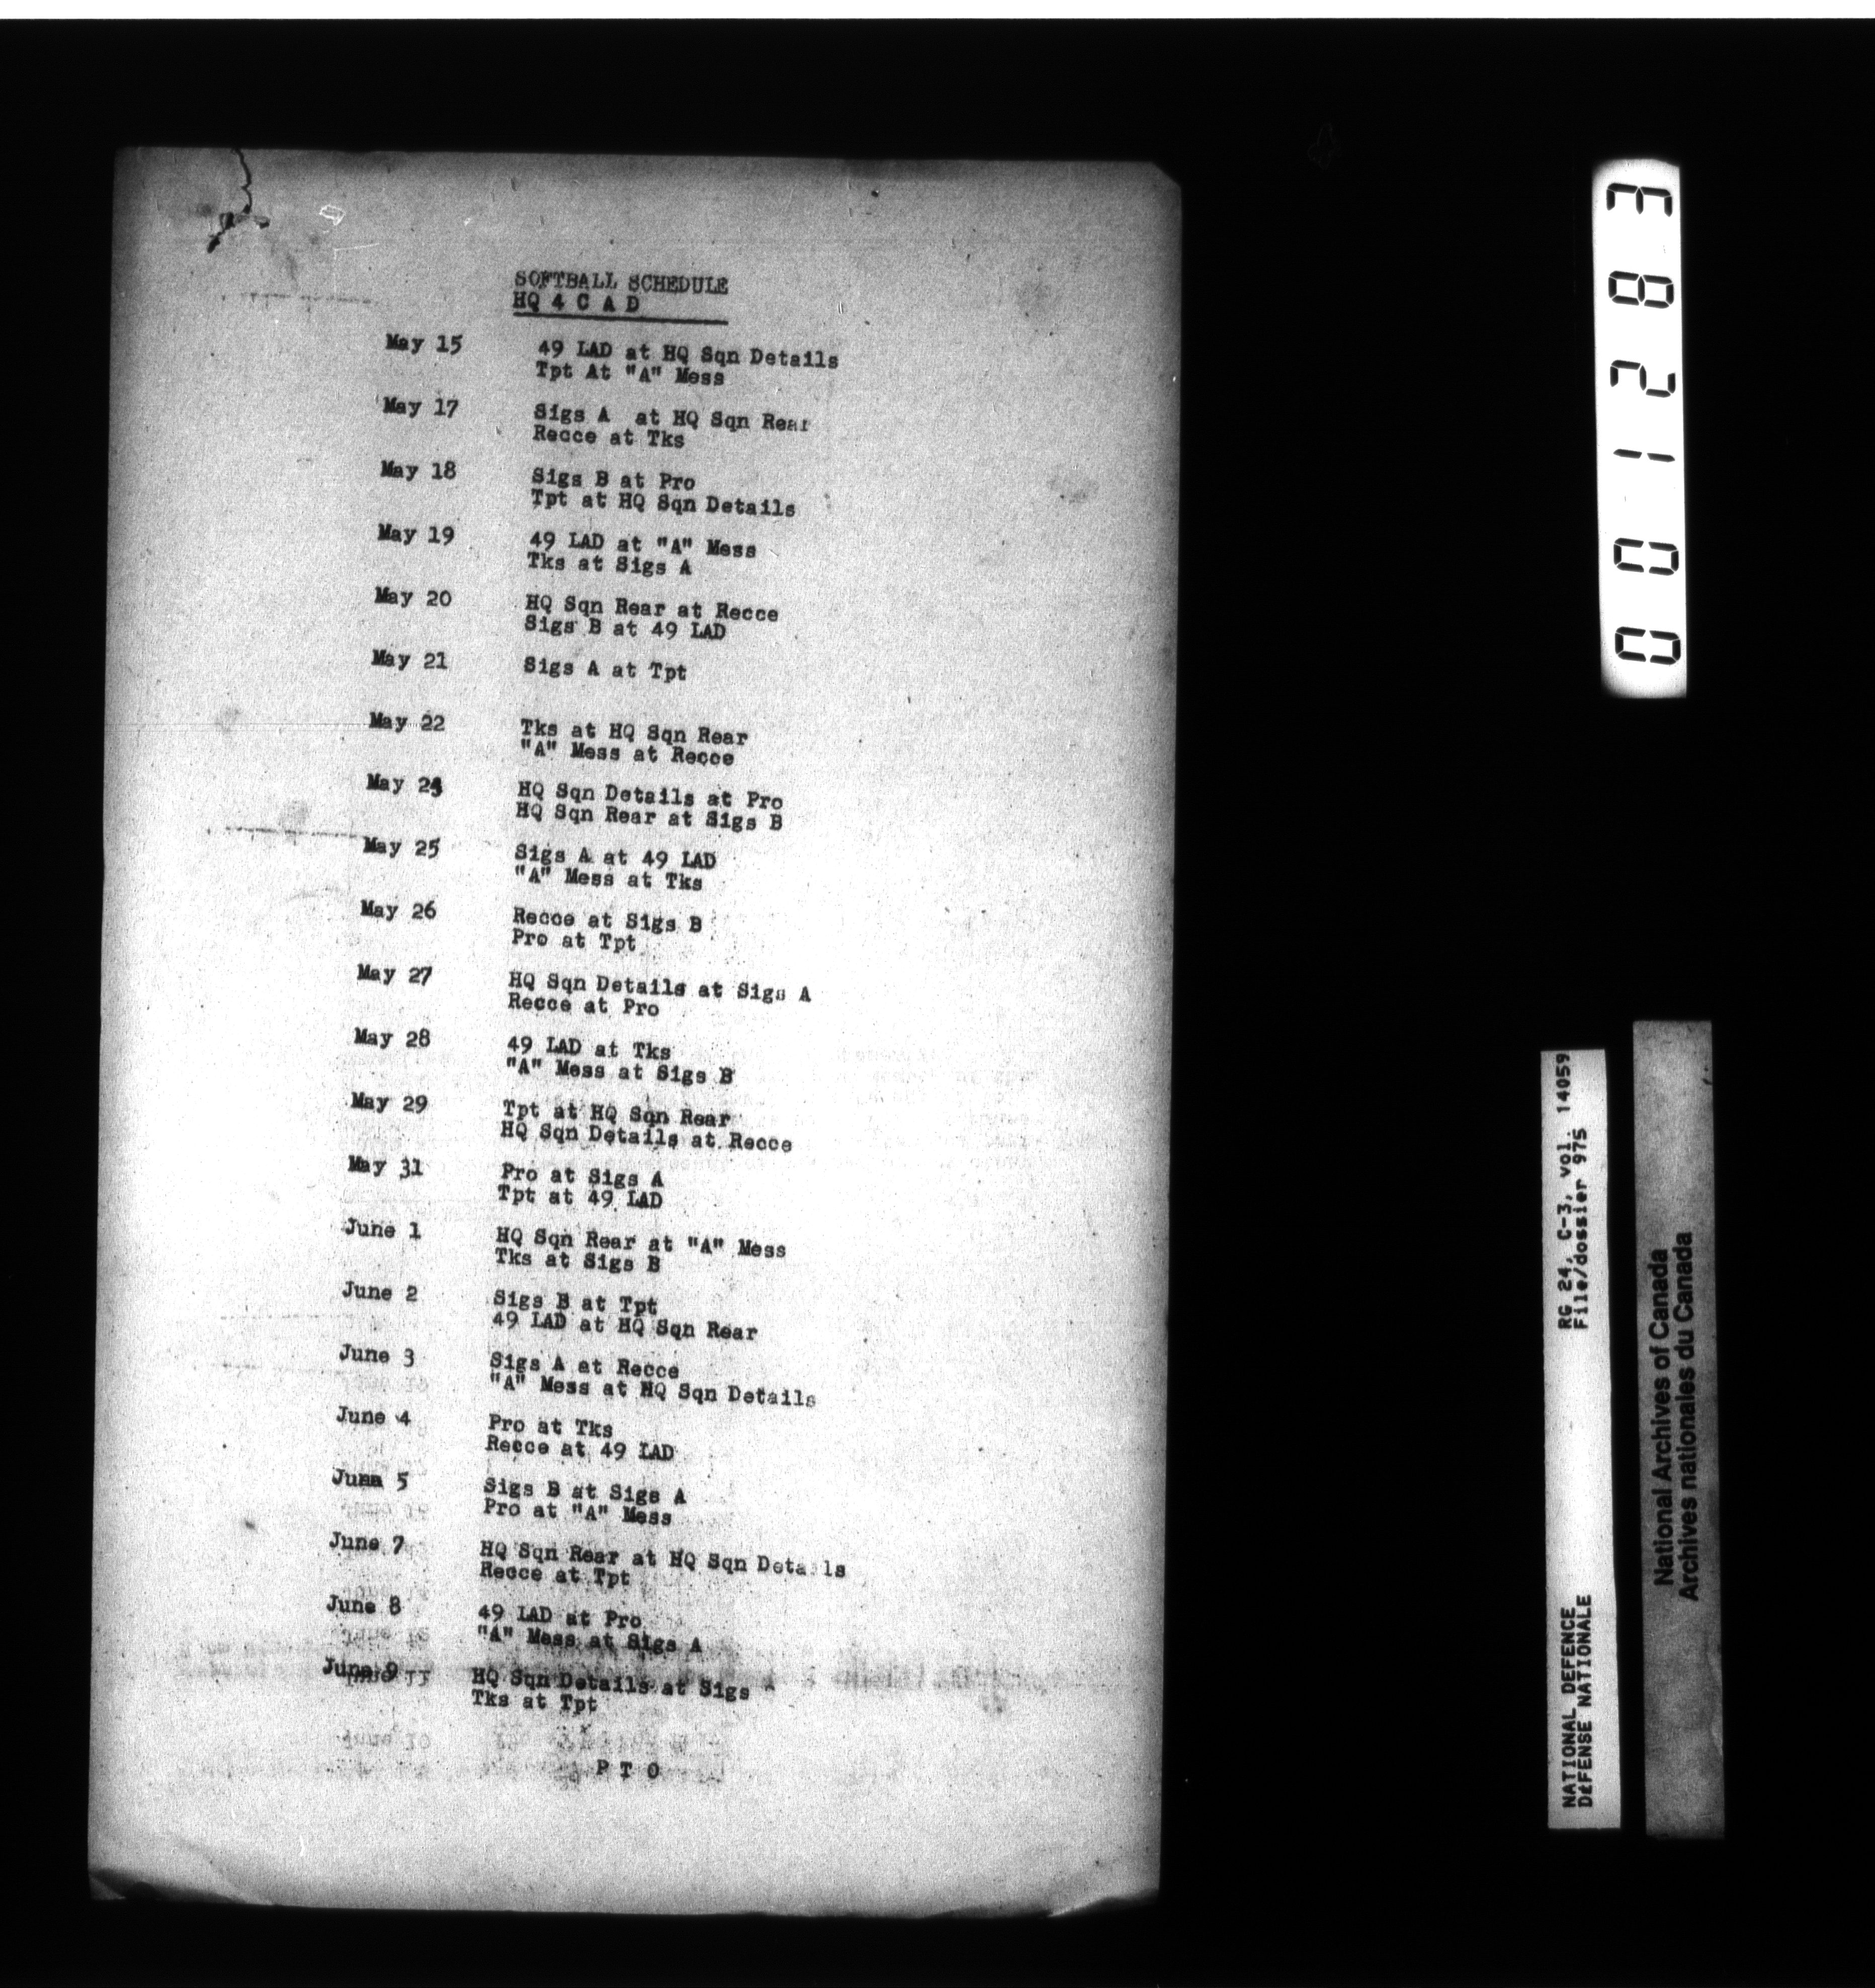 SOFTBALL SCHEDULE
HQ 4 C A D
May 15 49 LAD at HQ Sqn Details
Tpt At "A" Mess
May 17 Sigs A at HQ Sqn Rear
Recce at Tks
May 18 Sigs B at Pro
Tpt at HQ Sqn Details
May 19 49 LAD at "A" Mess
Tks at Sigs A
May 20 HQ Sqn Rear at Recce
Sigs B at 49 LAD
May 21 Sigs A at Tpt
May 22 Tks at HQ Sqn Rear
"A" Mess at Recce
May 24 HQ Sqn Details at Pro
HQ Sqn Rear at Sigs B
May 25 Sigs A at 49 LAD
"A" Mess at Tks
May 26 Recce at Sigs B
Pro at Tpt
May 27 HQ Sqn Details at Sigs A
Recce at Pro
May 28 49 LAD at Tks
"A" Mess at Sigs B
May 29 Tpt at HQ Sqn Rear
HQ Sqn Details at Recce
May 31 Pro at Sigs A
Tpt at 49 LAD
June 1 HQ Sqn Rear at "A" Mess
Tks at Sigs B
June 2 Sigs B at Tpt
49 LAD at HQ Sqn Rear
June 3 Sigs A at Recce
"A" Mess at HQ Sqn Details
June 4 Pro at Tks
Recce at 49 LAD
June 5 Sigs B at Sigs A
Pro at "A" Mess
June 7 HQ Sqn Rear at HQ Sqn Details
Recce at Tpt
June 8 49 LAD at Pro
"A" Mess at Sigs A
June 9 HQ Sqn Details at Sigs
Tks at Tpt
P T O
001283
RG 24, C-3, vol. 14059
File/dossier 975
NATIONAL DEFENCE
DéFENSE NATIONALE
National Archives of Canada
Archives nationales du Canada